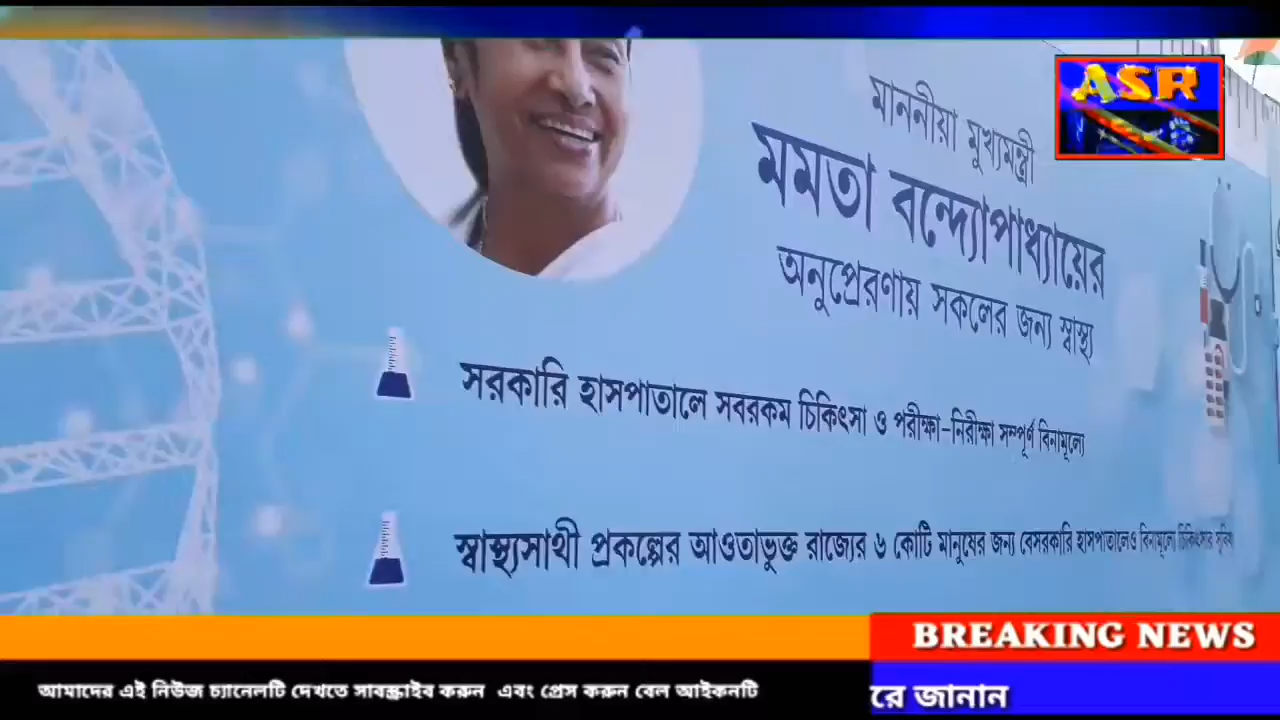 ASR
মাননীয়া মুখ্যমন্ত্রী
মমতা বন্দ্যোপাধ্যায়ের
অনুপ্রেরণায় সকলের জন্য স্বাস্থ্য
সরকারি হাসপাতালে সবরকম চিকিৎসা ও পরীক্ষা-নিরীক্ষা সম্পূর্ণ বিনামূল্যে
স্বাস্থ্যসাথী প্রকল্পের আওতাভুক্ত রাজ্যের ৬ কোটি মানুষের জন্য বেসরকারি হাসপাতালেও বিনামূল্যে চিকিৎসার
BREAKING NEWS
আমাদের এই নিউজ চ্যানেলটি দেখতে সাবস্ক্রাইব করুন এবং প্রেস করুন বেল আইকনটি
রে জানান